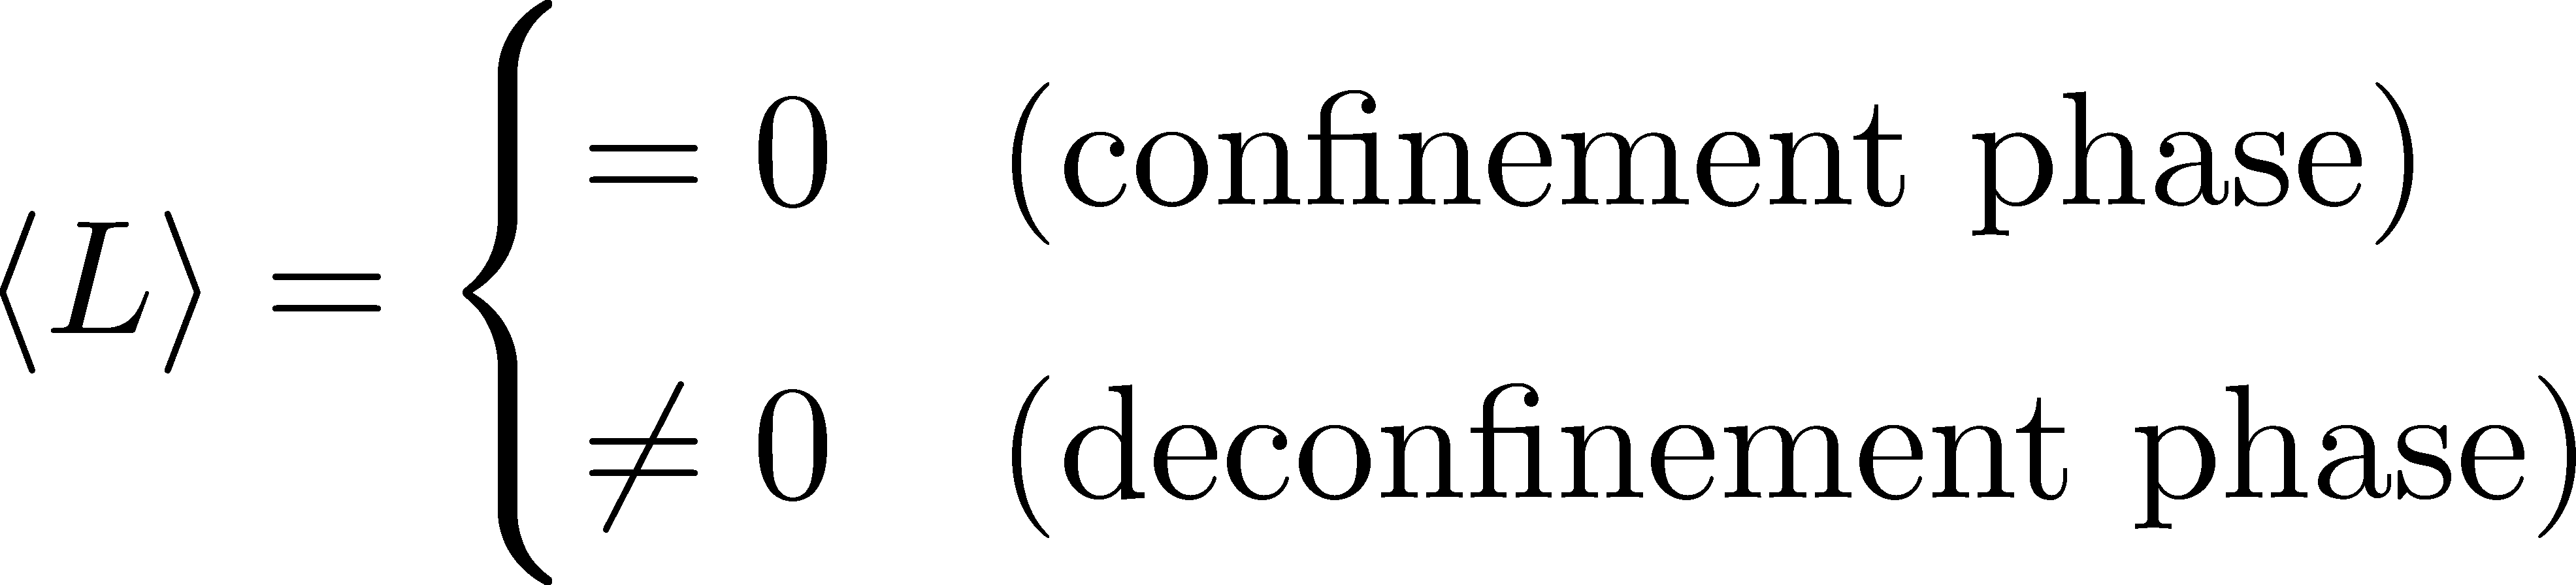 = 0 (confinement phase)
⟨L⟩ =
≠ 0 (deconfinement phase)